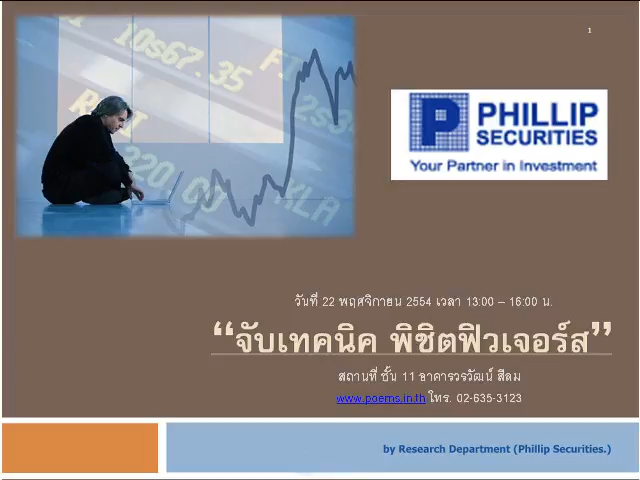 1
10s67.35
PHILLIP
SECURITIES
Your Partner in Investment
KLA
วันที่ 22 พฤศจิกายน 2554 เวลา 13:00 – 16:00 น.
“จับเทคนิค พิชิตฟิวเจอร์ส”
สถานที่ ชั้น 11 อาคารวรวัฒน์ สีลม
www.poems.in.th โทร. 02-635-3123
by Research Department (Phillip Securities.)